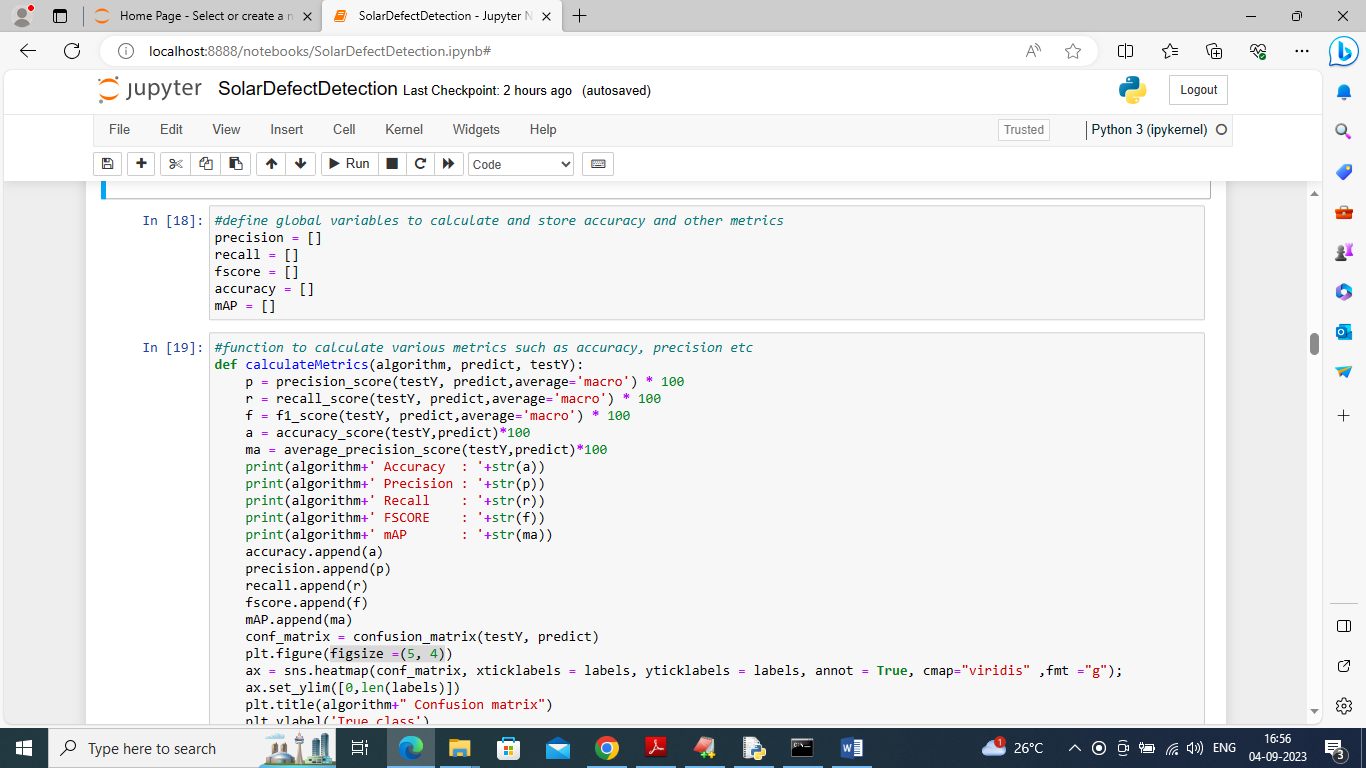 Home Page - Select or create a n
SolarDefectDetection - Jupyter N
localhost:8888/notebooks/SolarDefectDetection.ipynb#
jupyter SolarDefectDetection Last Checkpoint: 2 hours ago (autosaved)
Logout
File Edit View Insert Cell Kernel Widgets Help
Trusted
Python 3 (ipykernel)
Run
Code
In [18]: #define global variables to calculate and store accuracy and other metrics
precision = []
recall = []
fscore = []
accuracy = []
mAP = []
In [19]: #function to calculate various metrics such as accuracy, precision etc
def calculateMetrics(algorithm, predict, testY):
    p = precision_score(testY, predict,average='macro') * 100
    r = recall_score(testY, predict,average='macro') * 100
    f = f1_score(testY, predict,average='macro') * 100
    a = accuracy_score(testY,predict)*100
    ma = average_precision_score(testY,predict)*100
    print(algorithm+' Accuracy  : '+str(a))
    print(algorithm+' Precision : '+str(p))
    print(algorithm+' Recall    : '+str(r))
    print(algorithm+' FSCORE    : '+str(f))
    print(algorithm+' mAP       : '+str(ma))
    accuracy.append(a)
    precision.append(p)
    recall.append(r)
    fscore.append(f)
    mAP.append(ma)
    conf_matrix = confusion_matrix(testY, predict)
    plt.figure(figsize =(5, 4))
    ax = sns.heatmap(conf_matrix, xticklabels = labels, yticklabels = labels, annot = True, cmap="viridis" ,fmt ="g");
    ax.set_ylim([0,len(labels)])
    plt.title(algorithm+" Confusion matrix")
    plt.ylabel('True class')
Type here to search
1
26°C
ENG
16:56
04-09-2023
3